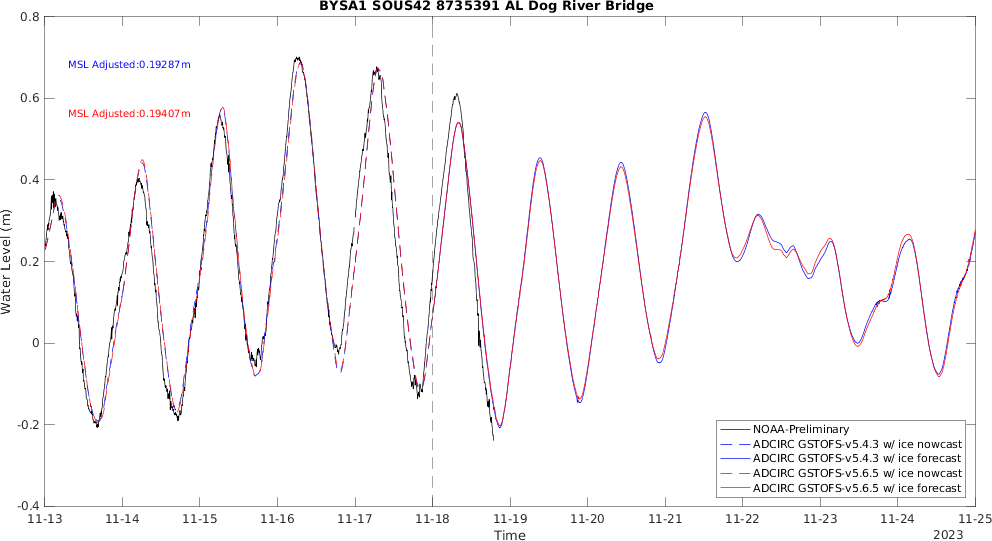 BYSA1 SOUS42 8735391 AL Dog River Bridge
MSL Adjusted:0.19287m
MSL Adjusted:0.19407m
Water Level (m)
0.8
0.6
0.4
0.2
0
-0.2
-0.4
NOAA-Preliminary
ADCIRC GSTOFS-v5.4.3 w/ ice nowcast
ADCIRC GSTOFS-v5.4.3 w/ ice forecast
ADCIRC GSTOFS-v5.6.5 w/ ice nowcast
ADCIRC GSTOFS-v5.6.5 w/ ice forecast
11-13 11-14 11-15 11-16 11-17 11-18 11-19 11-20 11-21 11-22 11-23 11-24 11-25
Time
2023